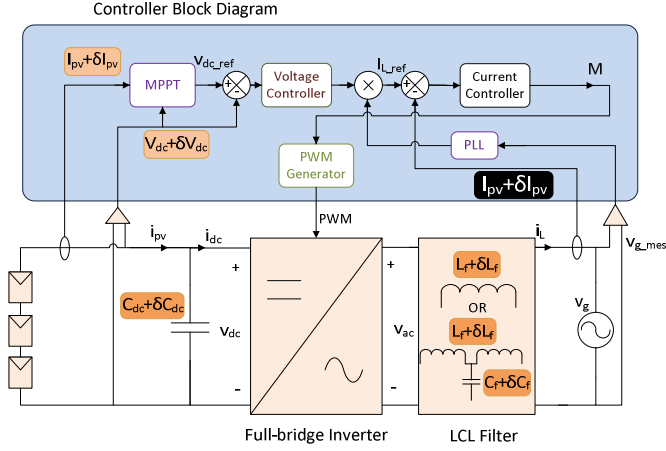 Controller Block Diagram
Ipv+δIpv
Vdc_ref
IL_ref
M
MPPT
+
-
Voltage
Controller
×
+
-
Current
Controller
Vdc+δVdc
PWM
Generator
PLL
Ipv+δIpv
PWM
ipv
idc
iL
vg_mes
+
+
Lf+δLf
Cdc+δCdc
OR
vg
vdc
vac
Lf+δLf
Cf+δCf
-
-
Full-bridge Inverter
LCL Filter